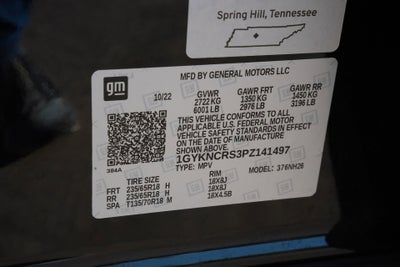 Spring Hill, Tennessee
gm
MFD BY GENERAL MOTORS LLC
10/22 GVWR GAWR FRT GAWR RR
2722 KG 1350 KG 1450 KG
6001 LB 2976 LB 3196 LB
THIS VEHICLE CONFORMS TO ALL
APPLICABLE U.S. FEDERAL MOTOR
VEHICLE SAFETY STANDARDS IN EFFECT
ON THE DATE OF MANUFACTURE
SHOWN ABOVE.
1GYKNCRS3PZ141497
394A TYPE: MPV MODEL: 376NH26
TIRE SIZE RIM
FRT 235/65R18 H 18X8J
RR 235/65R18 H 18X8J
SPA T135/70R18 M 18X4.5B